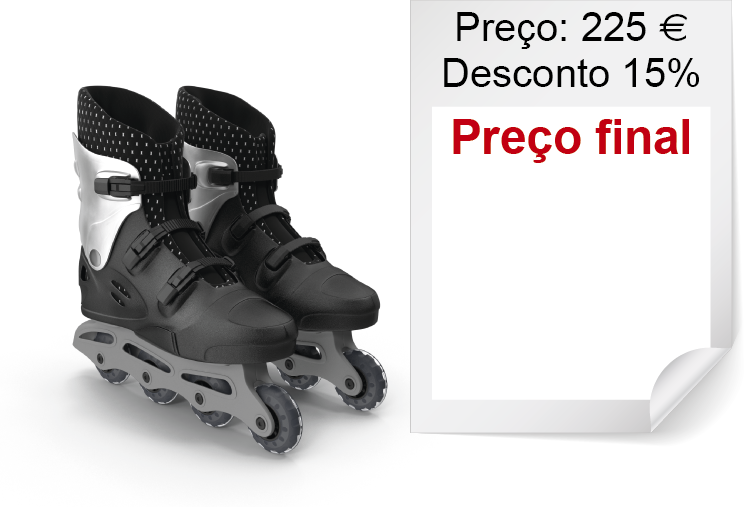 Preço: 225 €
Desconto 15%
Preço final